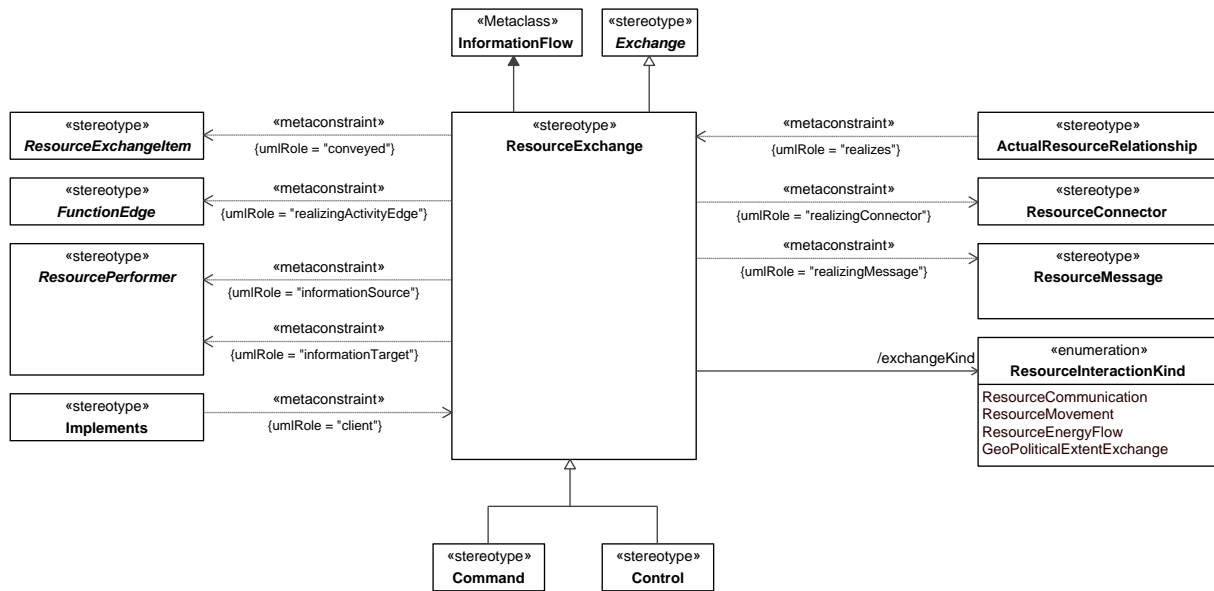 «Metaclass»
InformationFlow
«stereotype»
Exchange
«stereotype»
ResourceExchangeItem
«metaconstraint»
{umlRole = "conveyed"}
«stereotype»
ResourceExchange
«metaconstraint»
{umlRole = "realizes"}
«stereotype»
ActualResourceRelationship
«stereotype»
FunctionEdge
«metaconstraint»
{umlRole = "realizingActivityEdge"}
«metaconstraint»
{umlRole = "realizingConnector"}
«stereotype»
ResourceConnector
«stereotype»
ResourcePerformer
«metaconstraint»
{umlRole = "informationSource"}
«metaconstraint»
{umlRole = "realizingMessage"}
«stereotype»
ResourceMessage
«metaconstraint»
{umlRole = "informationTarget"}
/exchangeKind
«enumeration»
ResourceInteractionKind
ResourceCommunication
ResourceMovement
ResourceEnergyFlow
GeoPoliticalExtentExchange
«stereotype»
Implements
«metaconstraint»
{umlRole = "client"}
«stereotype»
Command
«stereotype»
Control